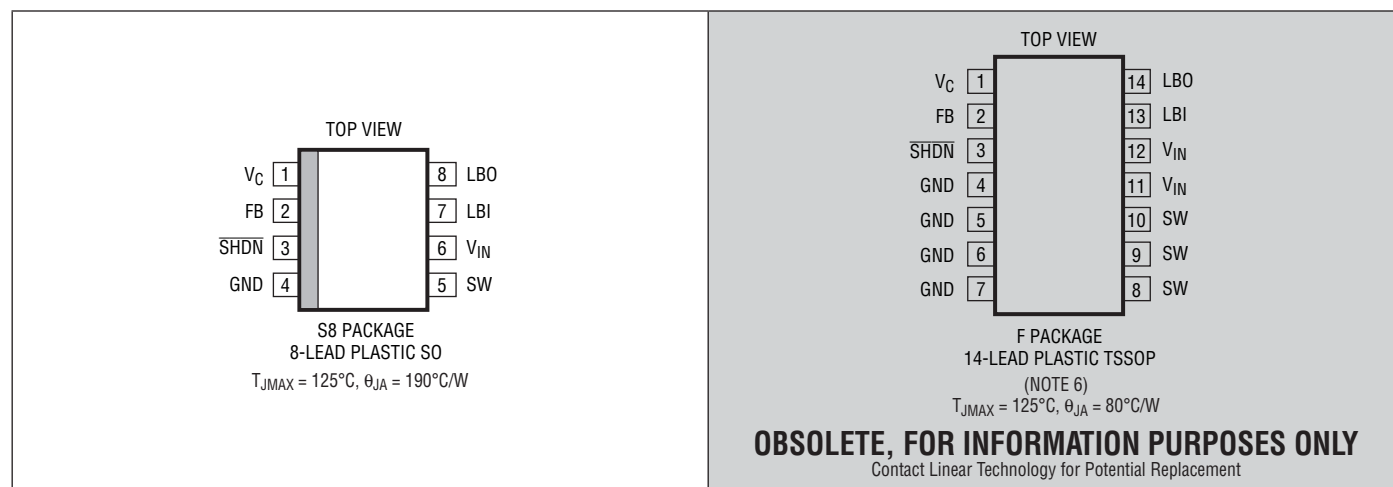 TOP VIEW
V_C 1
FB 2
SHDN 3
GND 4
8 LBO
7 LBI
6 V_IN
5 SW
S8 PACKAGE
8-LEAD PLASTIC SO
T_JMAX = 125°C, θ_JA = 190°C/W
TOP VIEW
V_C 1
FB 2
SHDN 3
GND 4
GND 5
GND 6
GND 7
14 LBO
13 LBI
12 V_IN
11 V_IN
10 SW
9 SW
8 SW
F PACKAGE
14-LEAD PLASTIC TSSOP
(NOTE 6)
T_JMAX = 125°C, θ_JA = 80°C/W
OBSOLETE, FOR INFORMATION PURPOSES ONLY
Contact Linear Technology for Potential Replacement